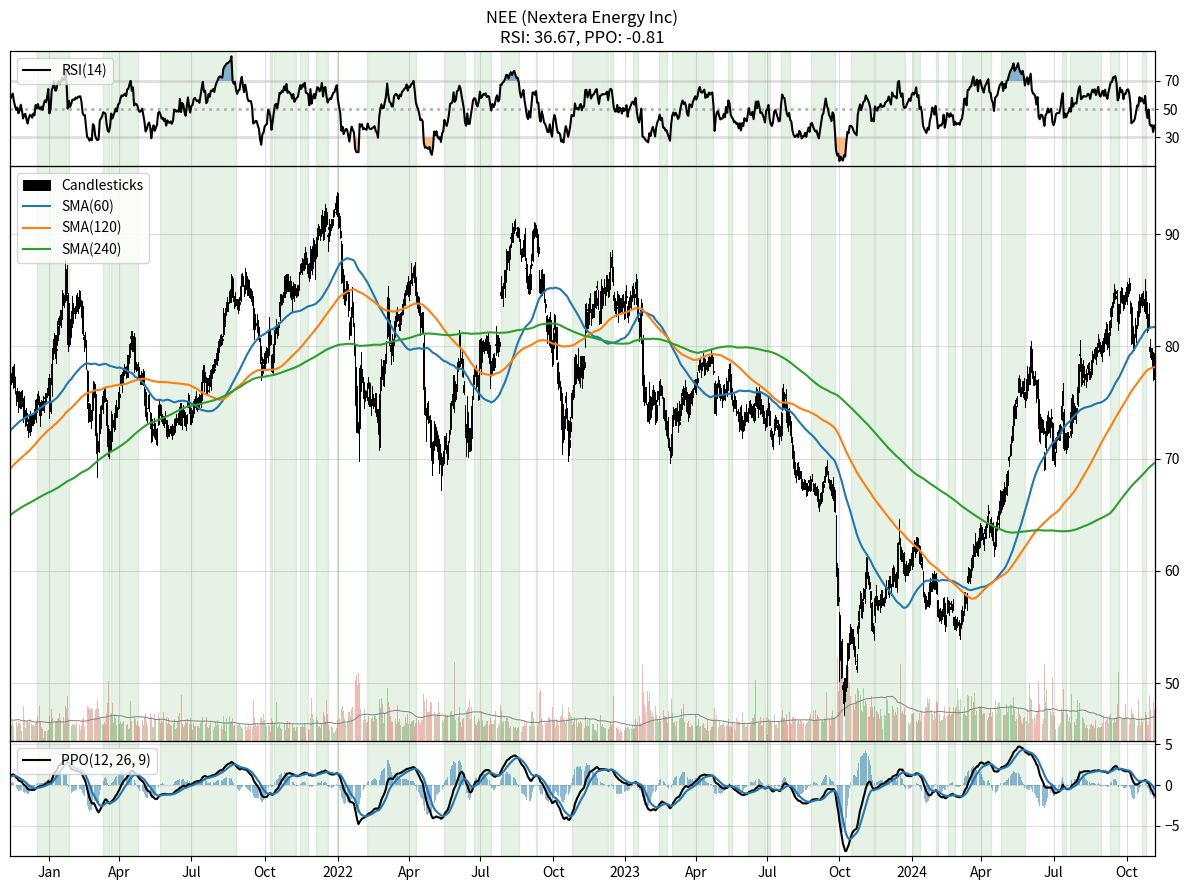 NEE (Nextera Energy Inc)
RSI: 36.67, PPO: -0.81
RSI(14)
70
50
30
Candlesticks
SMA(60)
SMA(120)
SMA(240)
90
80
70
60
50
PPO(12, 26, 9)
5
0
−5
Jan Apr Jul Oct 2022 Apr Jul Oct 2023 Apr Jul Oct 2024 Apr Jul Oct